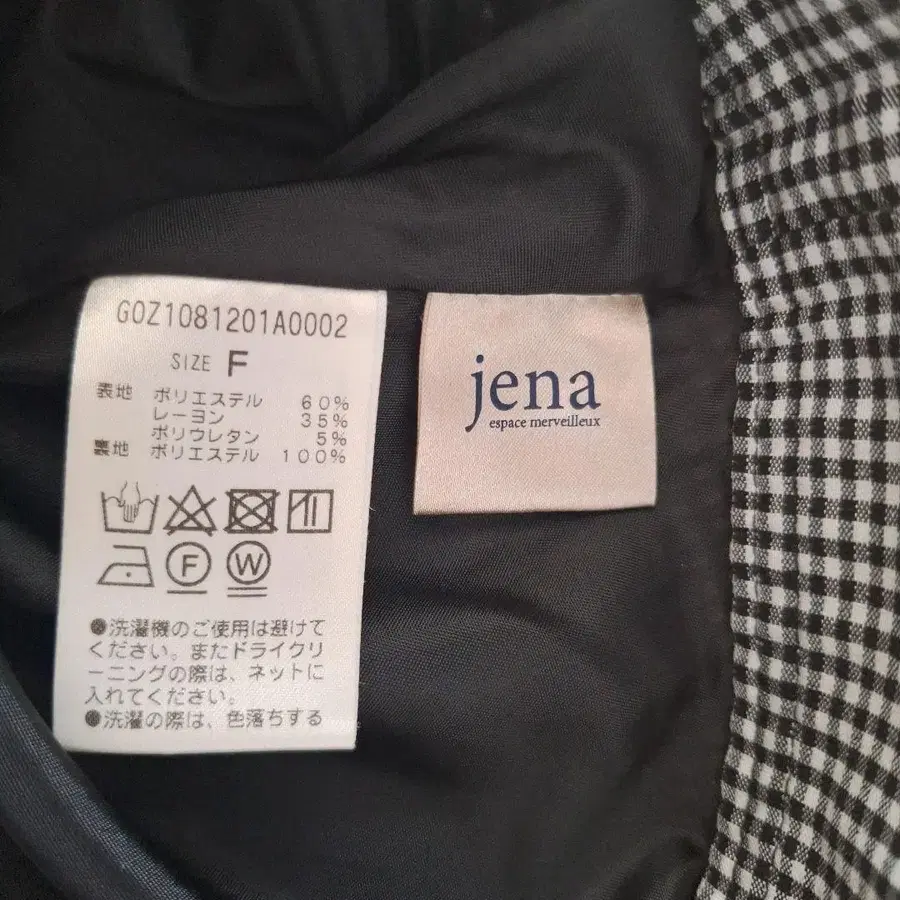 G0Z1081201A0002
SIZE F
表地 ポリエステル 60%
レーヨン 35%
ポリウレタン 5%
裏地 ポリエステル 100%
F W
●洗濯機のご使用は避けて
ください。またドライクリ
ーニングの際は、ネットに
入れてください。
●洗濯の際は、色落ちする
jena
espace merveilleux